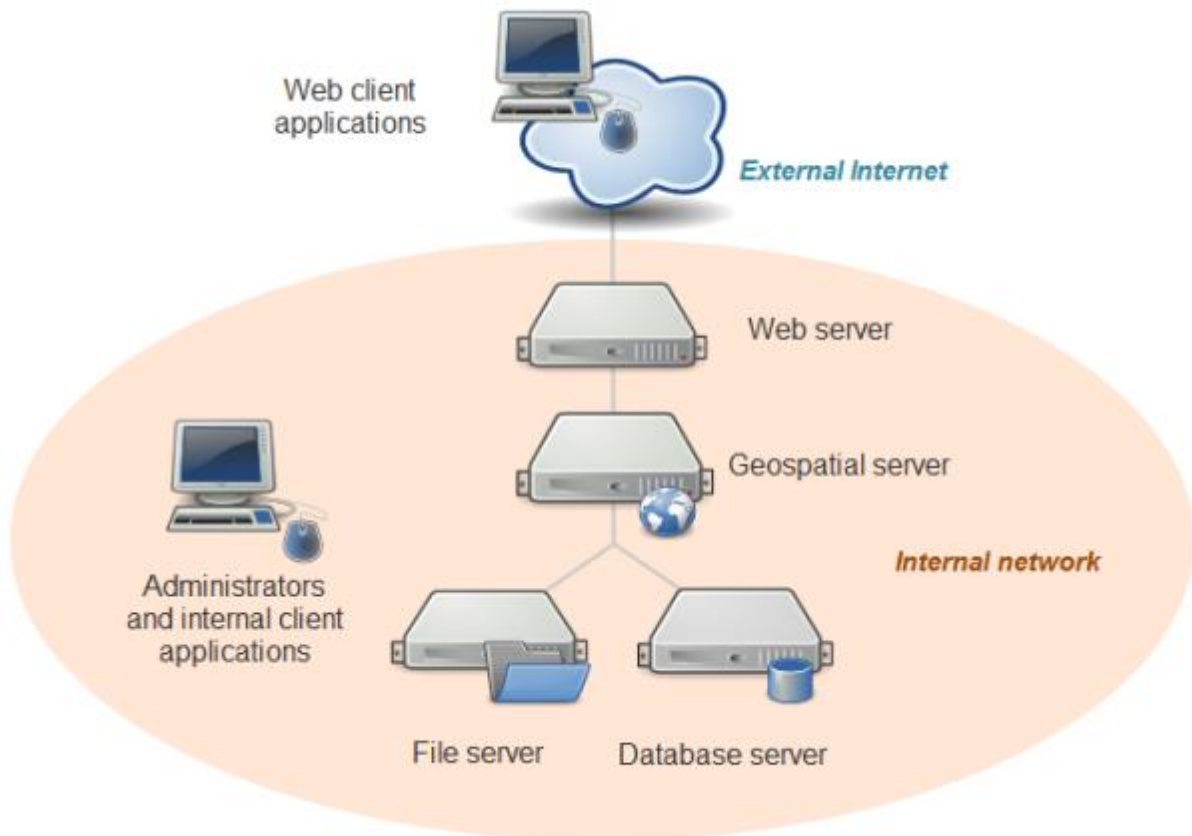 Web client
applications
External Internet
Web server
Geospatial server
Internal network
Administrators
and internal client
applications
File server
Database server